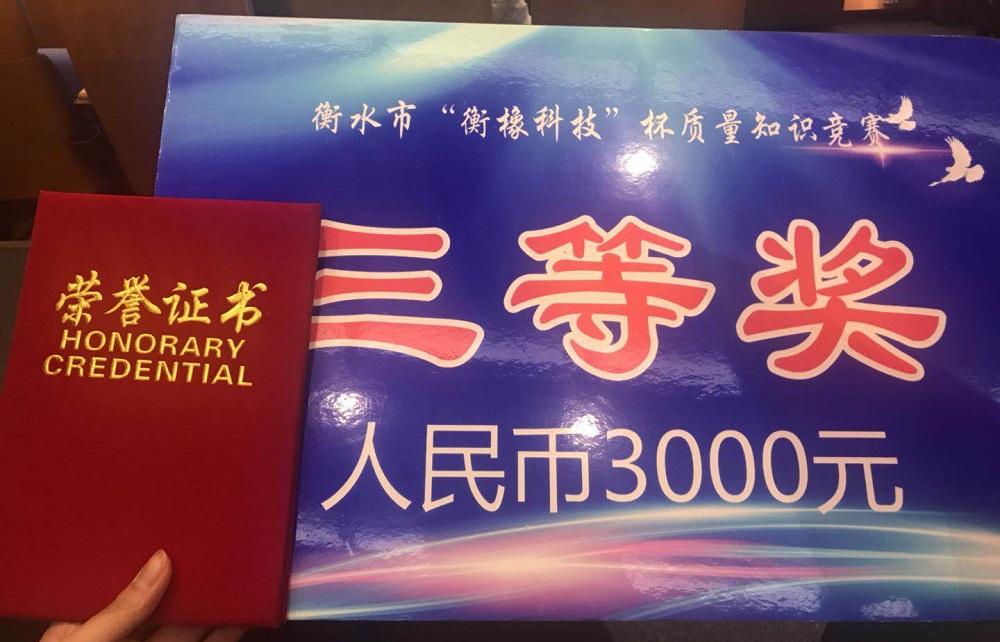 衡水市“衡橡科技”杯质量知识竞赛
三等奖
人民币3000元
荣誉证书
HONORARY
CREDENTIAL